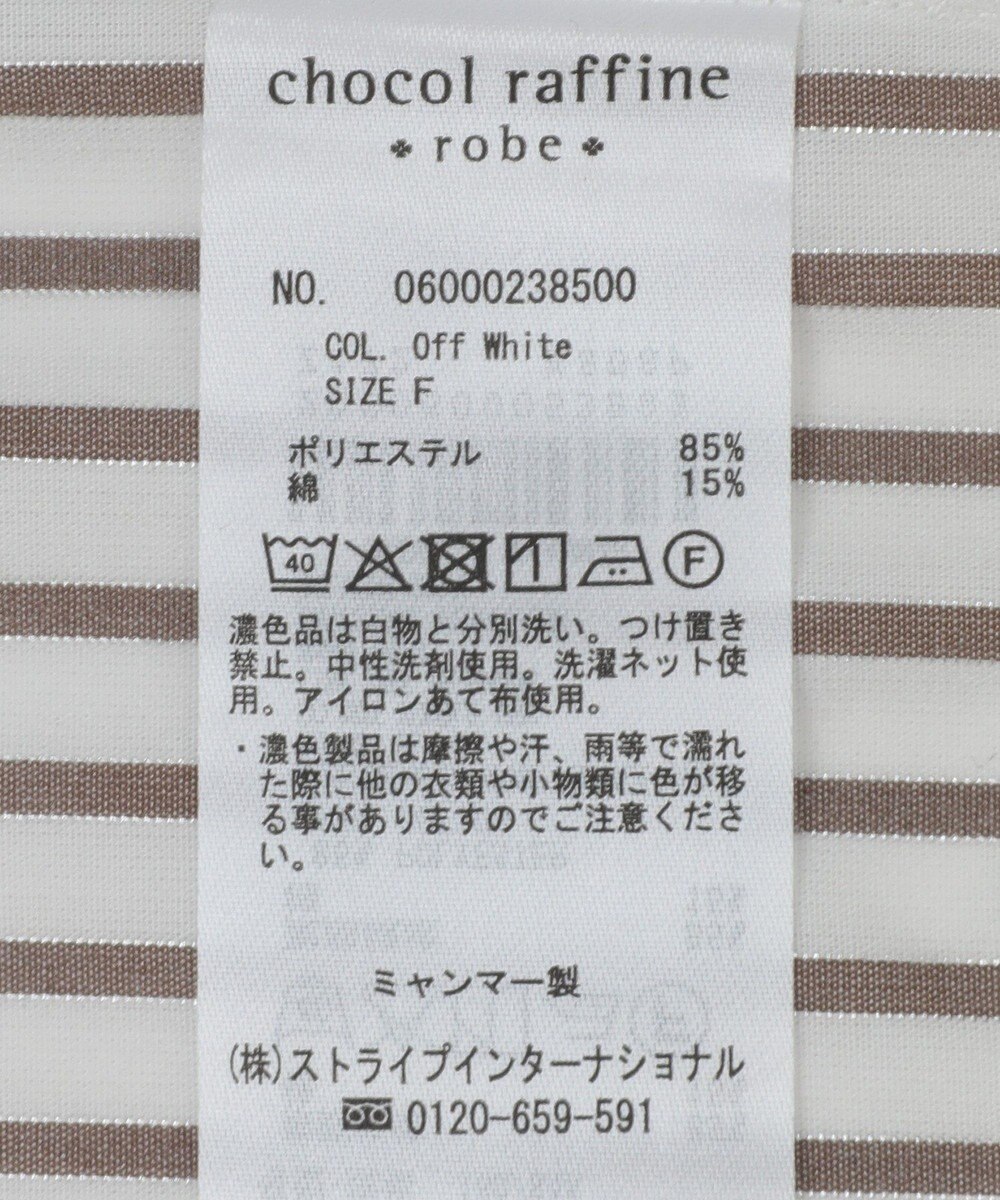 chocol raffine
robe
NO. 06000238500
COL. Off White
SIZE F
ポリエステル 85%
綿 15%
40 F
濃色品は白物と分別洗い。つけ置き
禁止。中性洗剤使用。洗濯ネット使
用。アイロンあて布使用。
・濃色製品は摩擦や汗、雨等で濡れ
た際に他の衣類や小物類に色が移
る事がありますのでご注意くださ
い。
ミャンマー製
(株)ストライプインターナショナル
0120-659-591